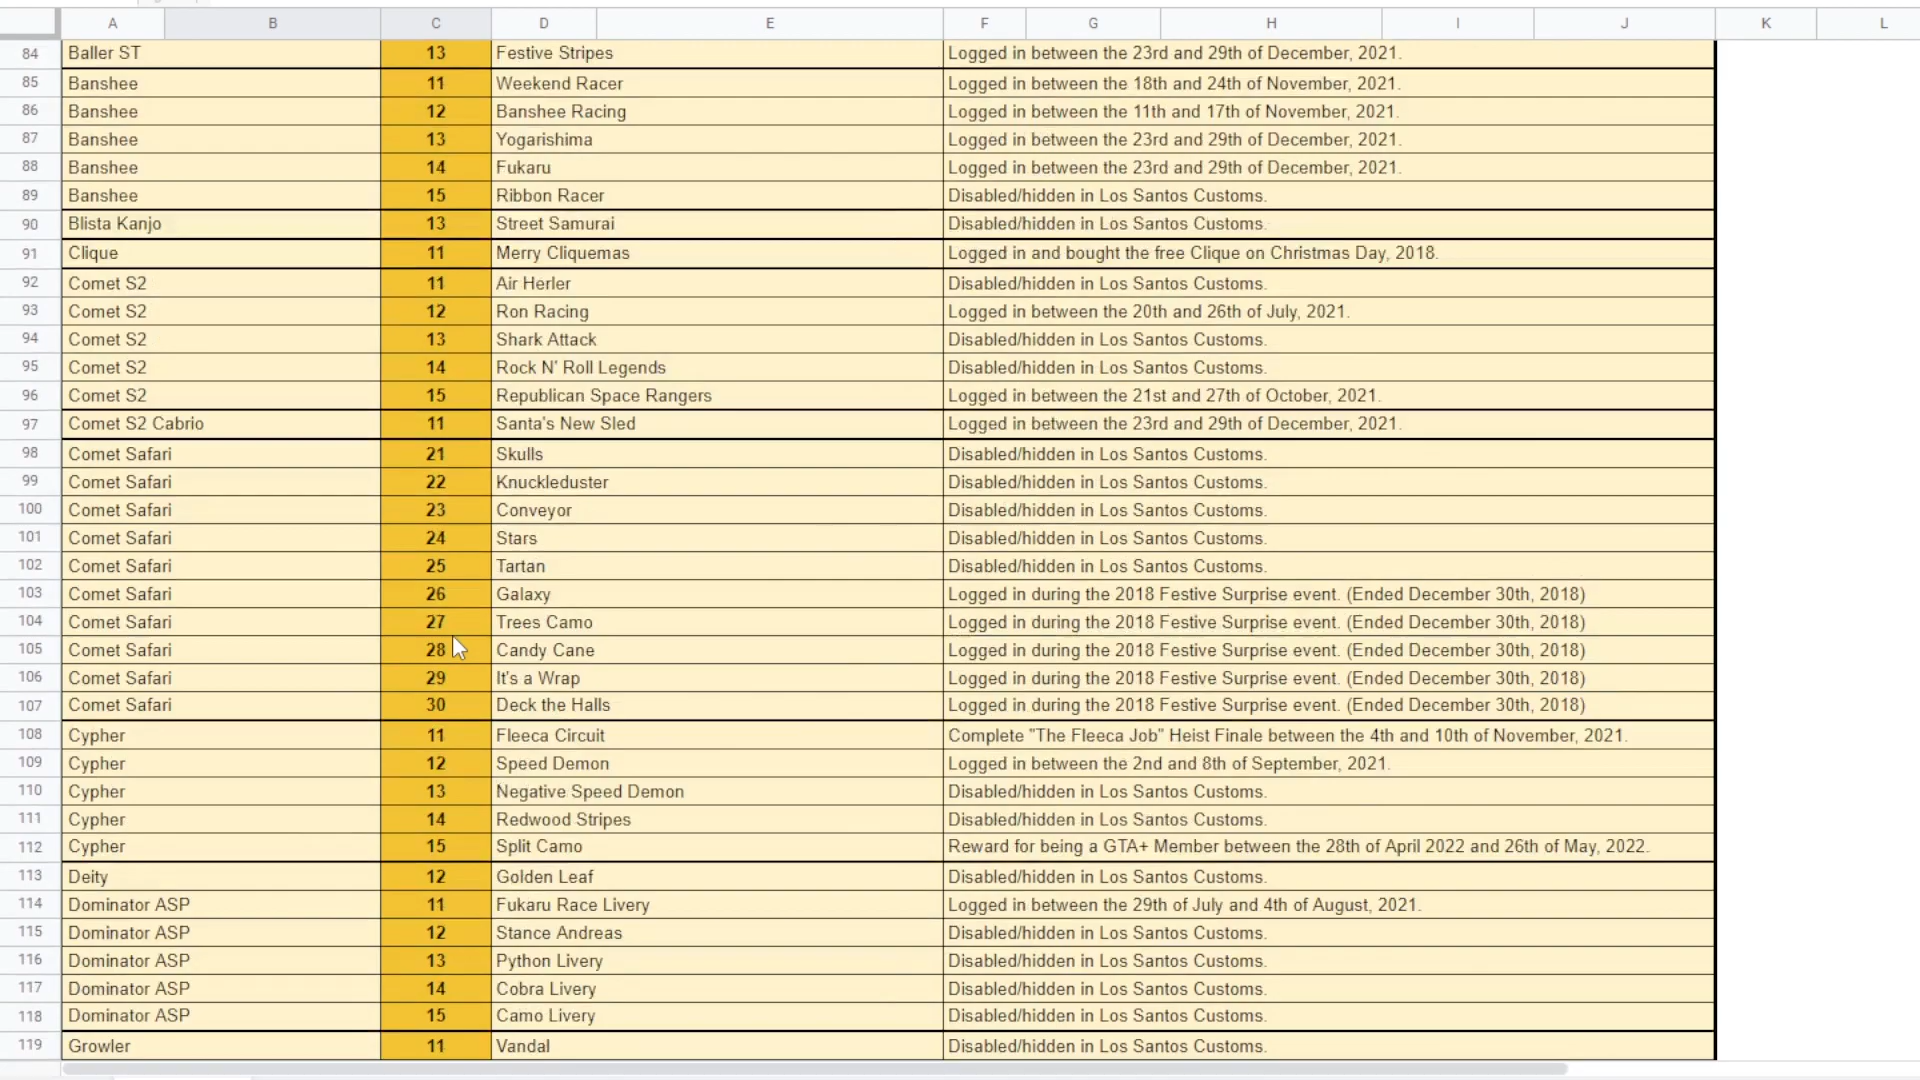 A B C D E F G H I J K L
84 Baller ST 13 Festive Stripes Logged in between the 23rd and 29th of December, 2021.
85 Banshee 11 Weekend Racer Logged in between the 18th and 24th of November, 2021.
86 Banshee 12 Banshee Racing Logged in between the 11th and 17th of November, 2021.
87 Banshee 13 Yogarishima Logged in between the 23rd and 29th of December, 2021.
88 Banshee 14 Fukaru Logged in between the 23rd and 29th of December, 2021.
89 Banshee 15 Ribbon Racer Disabled/hidden in Los Santos Customs.
90 Blista Kanjo 13 Street Samurai Disabled/hidden in Los Santos Customs.
91 Clique 11 Merry Cliquemas Logged in and bought the free Clique on Christmas Day, 2018.
92 Comet S2 11 Air Herler Disabled/hidden in Los Santos Customs.
93 Comet S2 12 Ron Racing Logged in between the 20th and 26th of July, 2021.
94 Comet S2 13 Shark Attack Disabled/hidden in Los Santos Customs.
95 Comet S2 14 Rock N' Roll Legends Disabled/hidden in Los Santos Customs.
96 Comet S2 15 Republican Space Rangers Logged in between the 21st and 27th of October, 2021.
97 Comet S2 Cabrio 11 Santa's New Sled Logged in between the 23rd and 29th of December, 2021.
98 Comet Safari 21 Skulls Disabled/hidden in Los Santos Customs.
99 Comet Safari 22 Knuckleduster Disabled/hidden in Los Santos Customs.
100 Comet Safari 23 Conveyor Disabled/hidden in Los Santos Customs.
101 Comet Safari 24 Stars Disabled/hidden in Los Santos Customs.
102 Comet Safari 25 Tartan Disabled/hidden in Los Santos Customs.
103 Comet Safari 26 Galaxy Logged in during the 2018 Festive Surprise event. (Ended December 30th, 2018)
104 Comet Safari 27 Trees Camo Logged in during the 2018 Festive Surprise event. (Ended December 30th, 2018)
105 Comet Safari 28 Candy Cane Logged in during the 2018 Festive Surprise event. (Ended December 30th, 2018)
106 Comet Safari 29 It's a Wrap Logged in during the 2018 Festive Surprise event. (Ended December 30th, 2018)
107 Comet Safari 30 Deck the Halls Logged in during the 2018 Festive Surprise event. (Ended December 30th, 2018)
108 Cypher 11 Fleeca Circuit Complete "The Fleeca Job" Heist Finale between the 4th and 10th of November, 2021.
109 Cypher 12 Speed Demon Logged in between the 2nd and 8th of September, 2021.
110 Cypher 13 Negative Speed Demon Disabled/hidden in Los Santos Customs.
111 Cypher 14 Redwood Stripes Disabled/hidden in Los Santos Customs.
112 Cypher 15 Split Camo Reward for being a GTA+ Member between the 28th of April 2022 and 26th of May, 2022.
113 Deity 12 Golden Leaf Disabled/hidden in Los Santos Customs.
114 Dominator ASP 11 Fukaru Race Livery Logged in between the 29th of July and 4th of August, 2021.
115 Dominator ASP 12 Stance Andreas Disabled/hidden in Los Santos Customs.
116 Dominator ASP 13 Python Livery Disabled/hidden in Los Santos Customs.
117 Dominator ASP 14 Cobra Livery Disabled/hidden in Los Santos Customs.
118 Dominator ASP 15 Camo Livery Disabled/hidden in Los Santos Customs.
119 Growler 11 Vandal Disabled/hidden in Los Santos Customs.